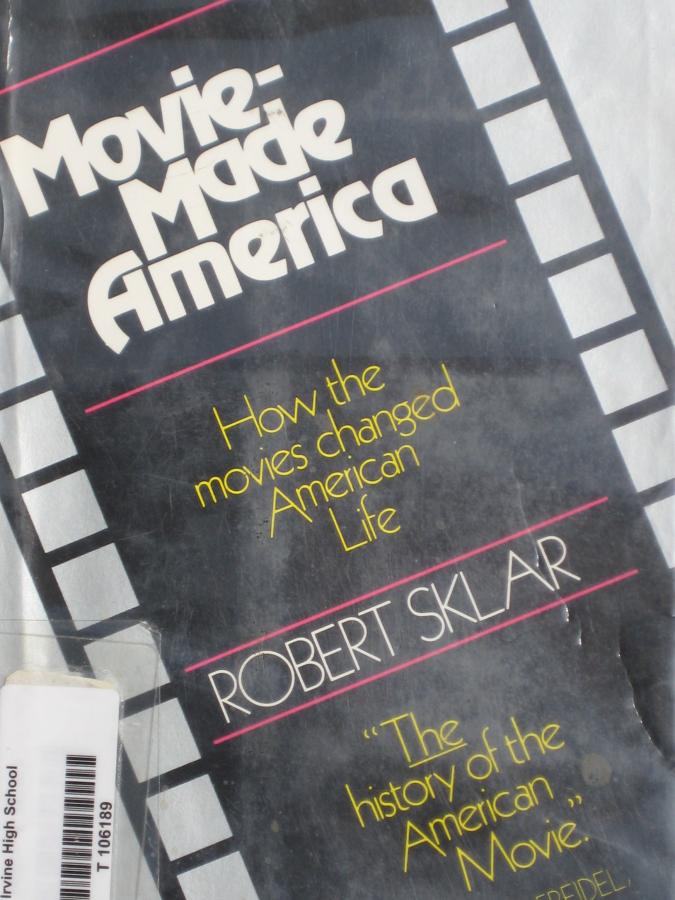 Movie-
Made
America
How the
movies changed
American
Life
ROBERT SKLAR
“The
history of the
American
Movie.”
FREIDEL,
Irvine High School
T 106189